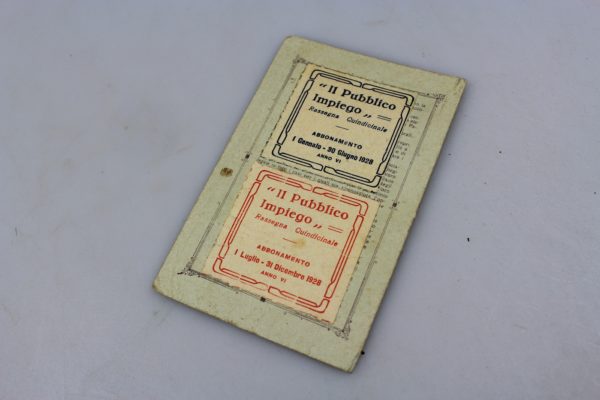 "Il Pubblico
Impiego" =
Rassegna Quindicinale
ABBONAMENTO
1 Gennaio - 30 Giugno 1928
ANNO VI
"Il Pubblico
Impiego" =
Rassegna Quindicinale
ABBONAMENTO
1 Luglio - 31 Dicembre 1928
ANNO VI